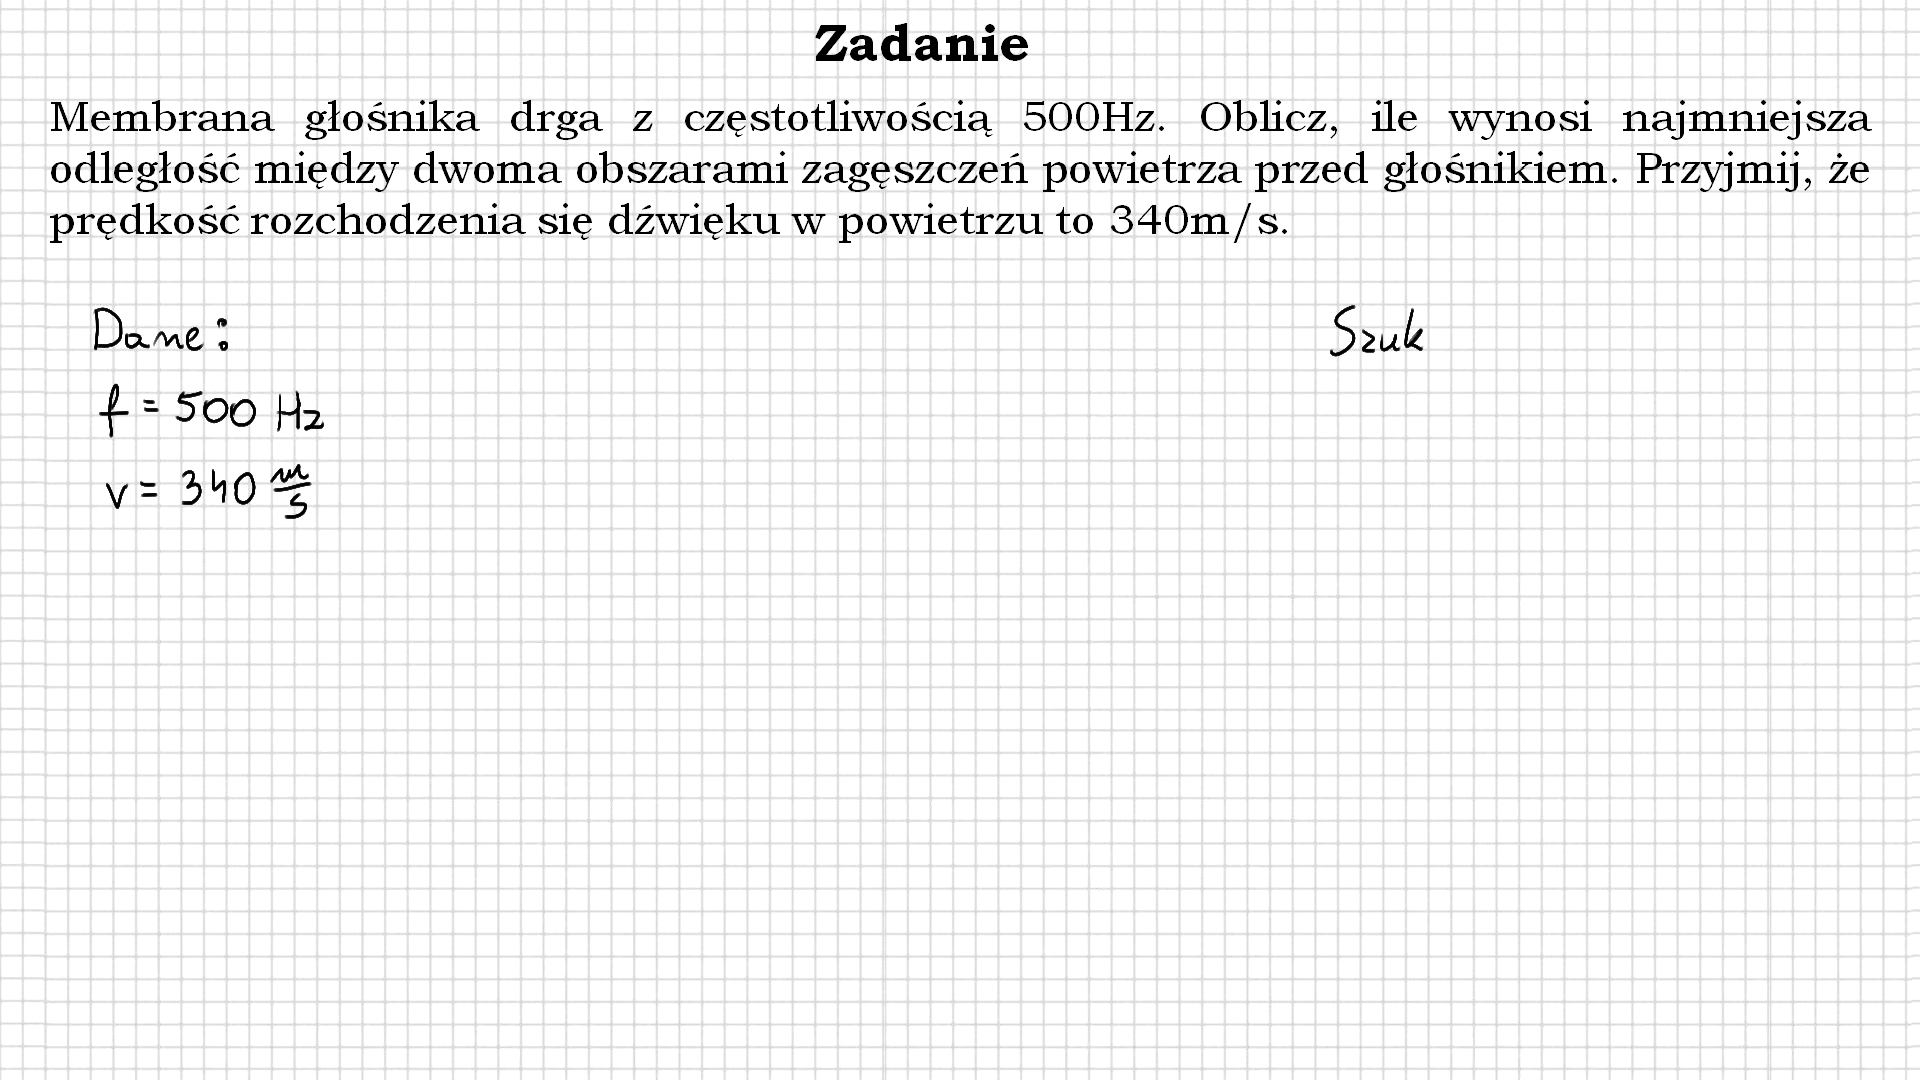 Zadanie
Membrana głośnika drga z częstotliwością 500Hz. Oblicz, ile wynosi najmniejsza
odległość między dwoma obszarami zagęszczeń powietrza przed głośnikiem. Przyjmij, że
prędkość rozchodzenia się dźwięku w powietrzu to 340m/s.
Dane: Szuk
f = 500 Hz
v = 340 m/s